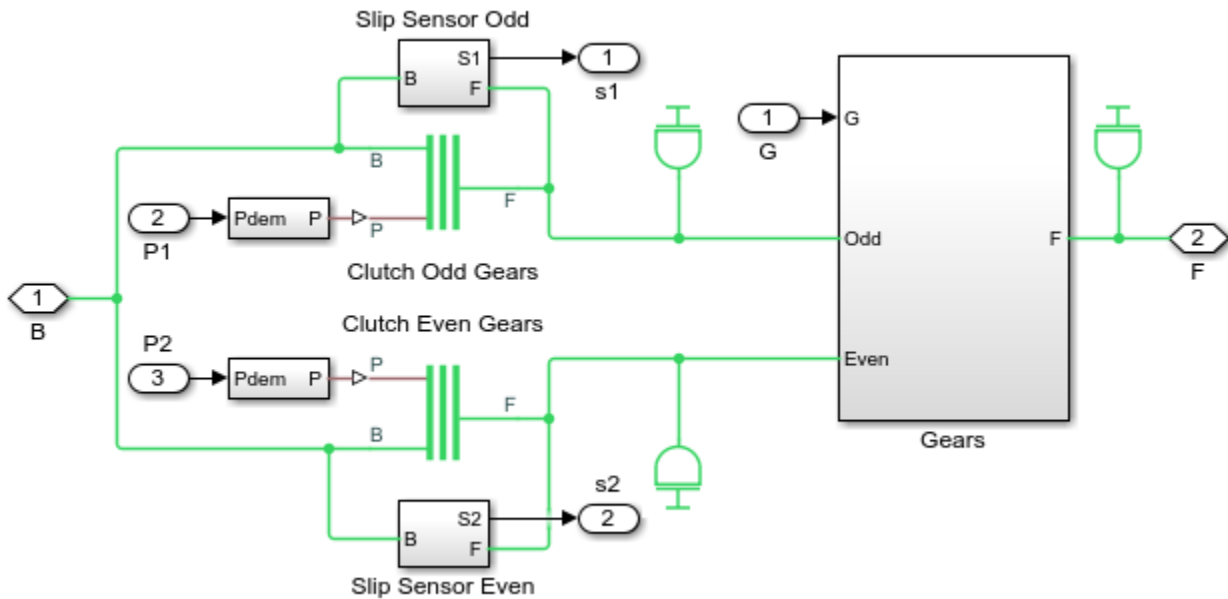 Slip Sensor Odd
B
S1
F
1
s1
B
P
F
2
P1
Pdem
P
Clutch Odd Gears
1
G
G
Odd
Even
F
Gears
2
F
1
B
Clutch Even Gears
P2
3
Pdem
P
P
B
F
s2
2
B
S2
F
Slip Sensor Even